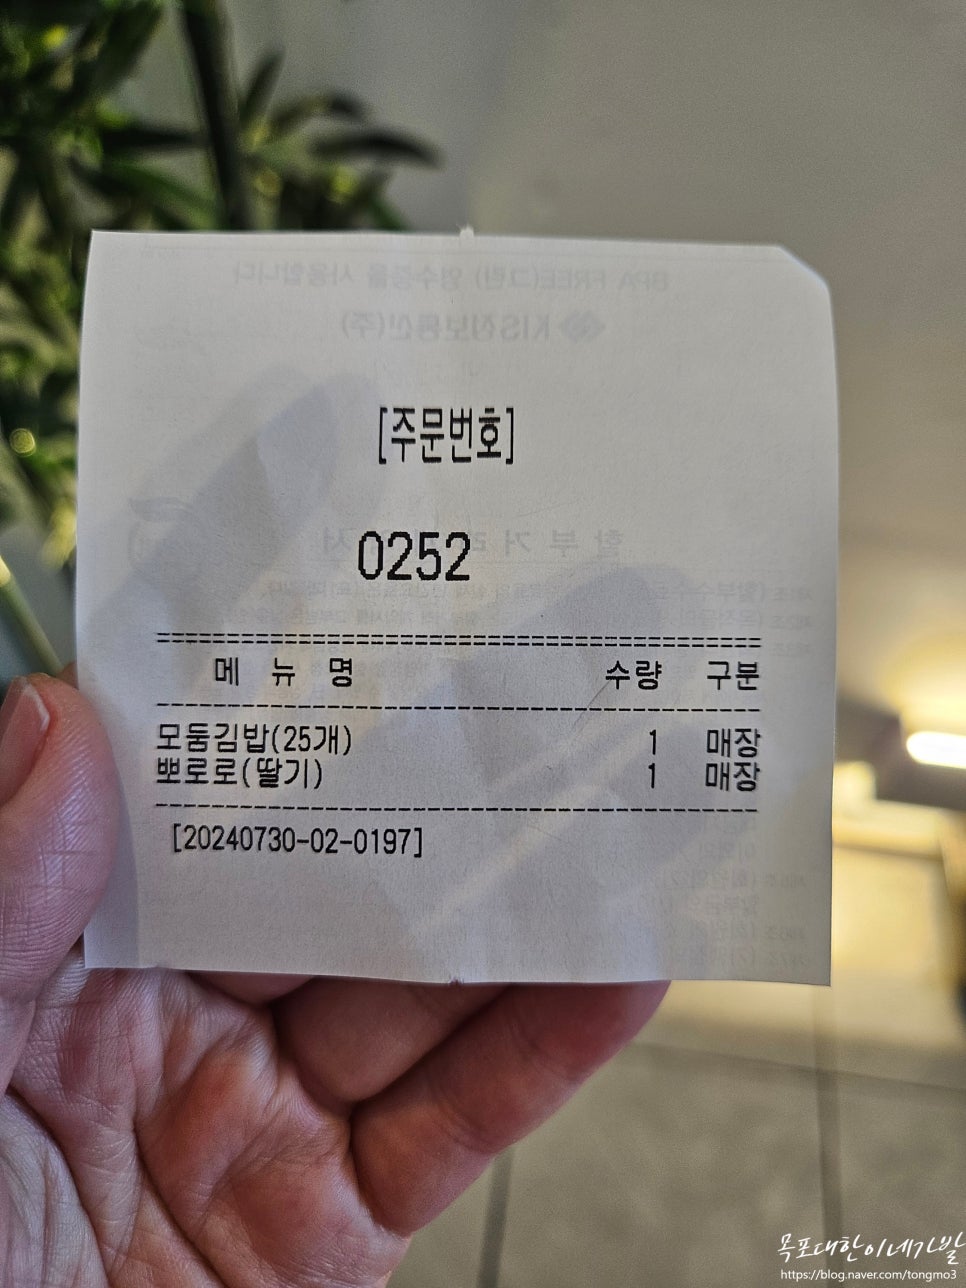 [주문번호]
0252
메 뉴 명 수량 구분
모둠김밥(25개) 1 매장
뽀로로(딸기) 1 매장
[20240730-02-0197]
목포대한이네가발
https://blog.naver.com/tongmo3